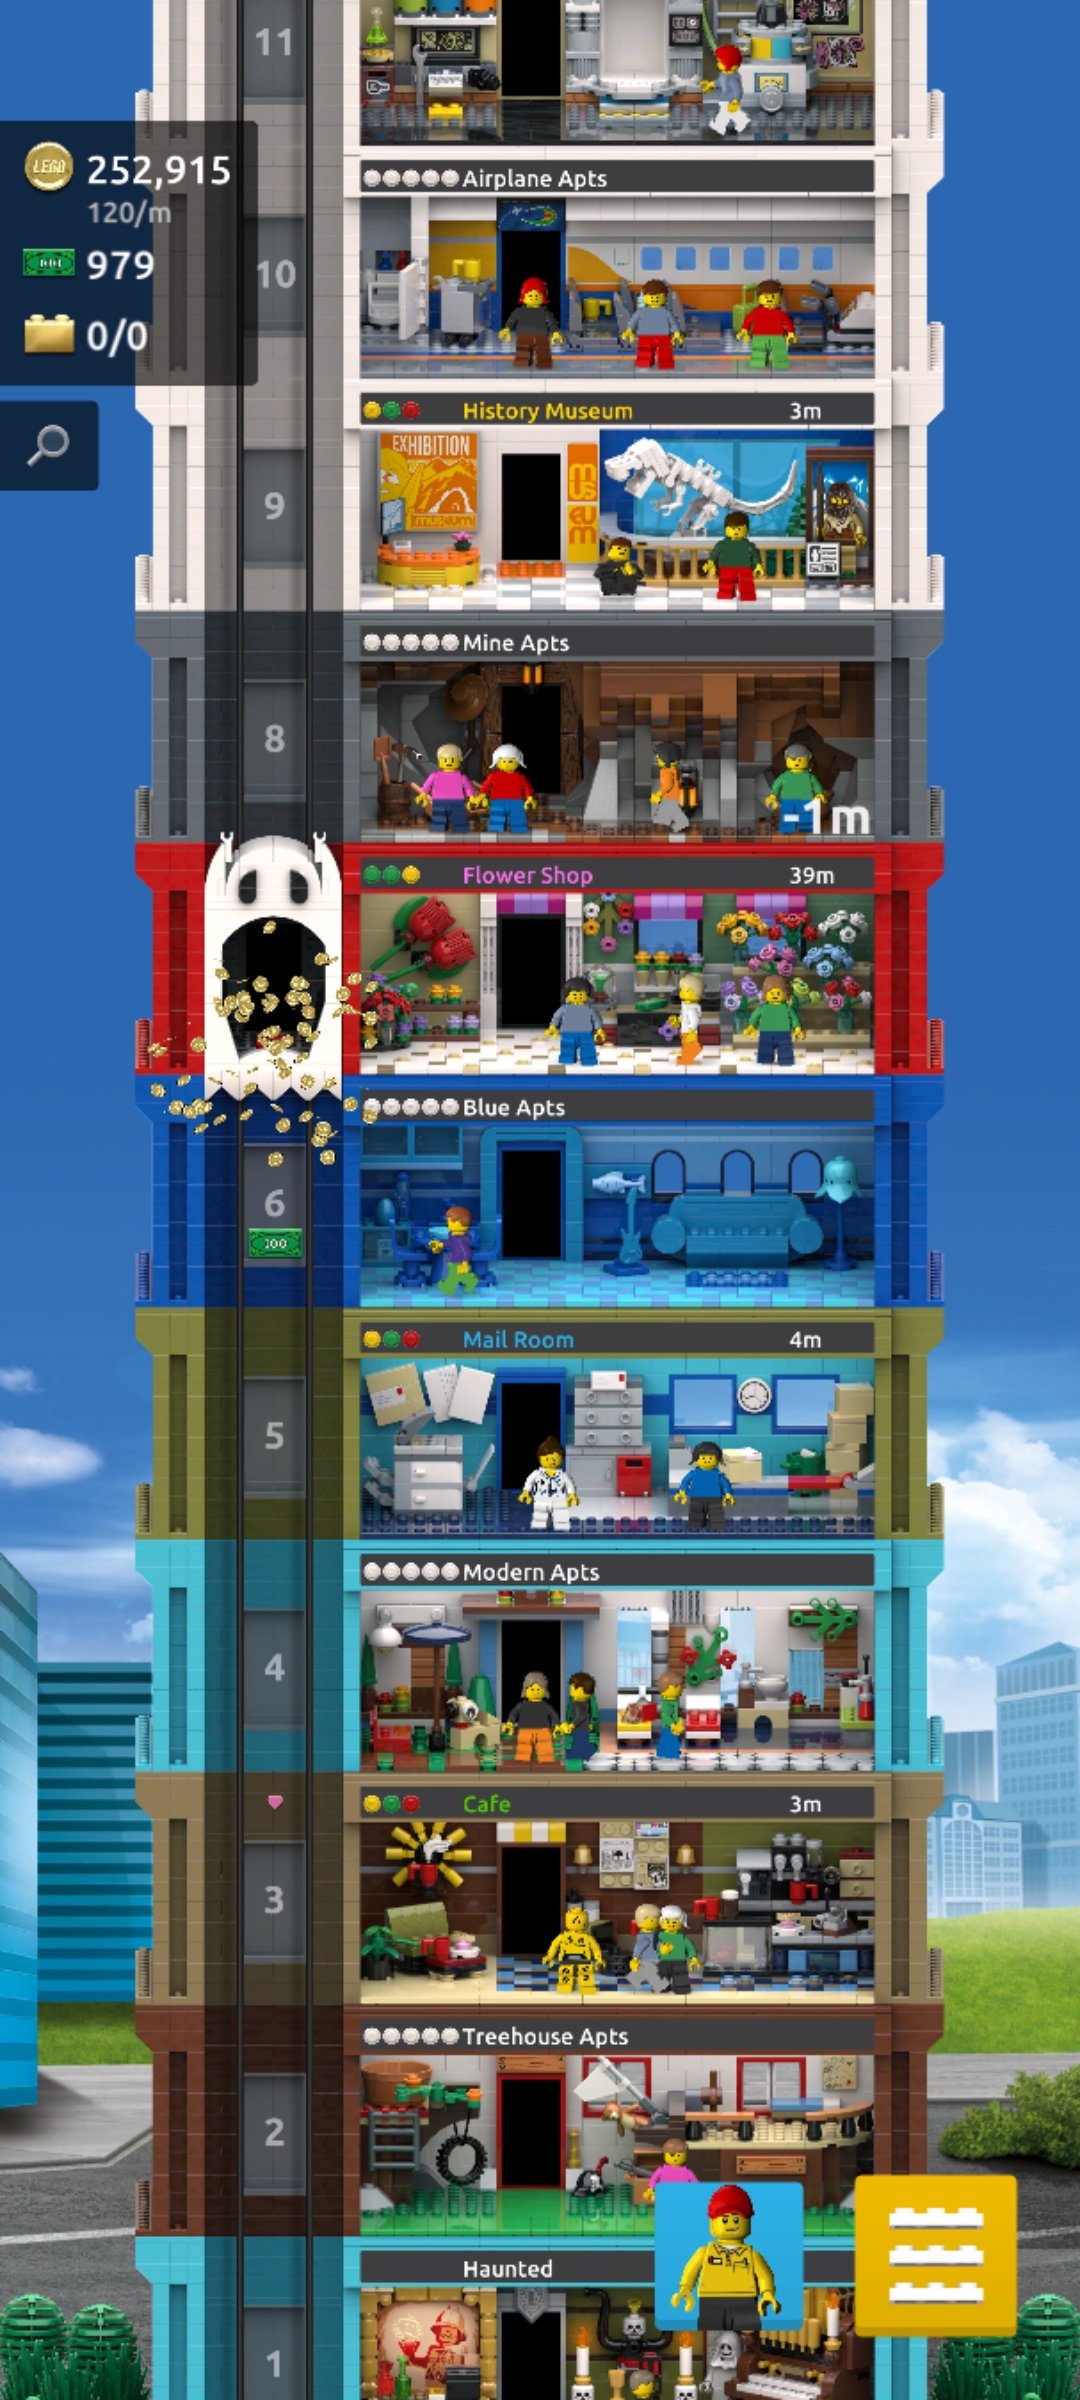 11
LEGO 252,915
120/m
979
0/0
Airplane Apts
10
History Museum 3m
EXHIBITION
museum
mus
eum
9
Mine Apts
8
-1m
Flower Shop 39m
Blue Apts
6
100
Mail Room 4m
5
Modern Apts
4
Cafe 3m
3
Treehouse Apts
2
Haunted
1